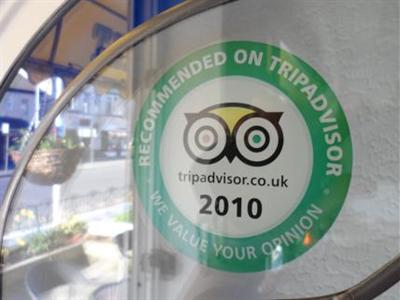 RECOMMENDED ON TRIPADVISOR
tripadvisor.co.uk
2010
WE VALUE YOUR OPINION